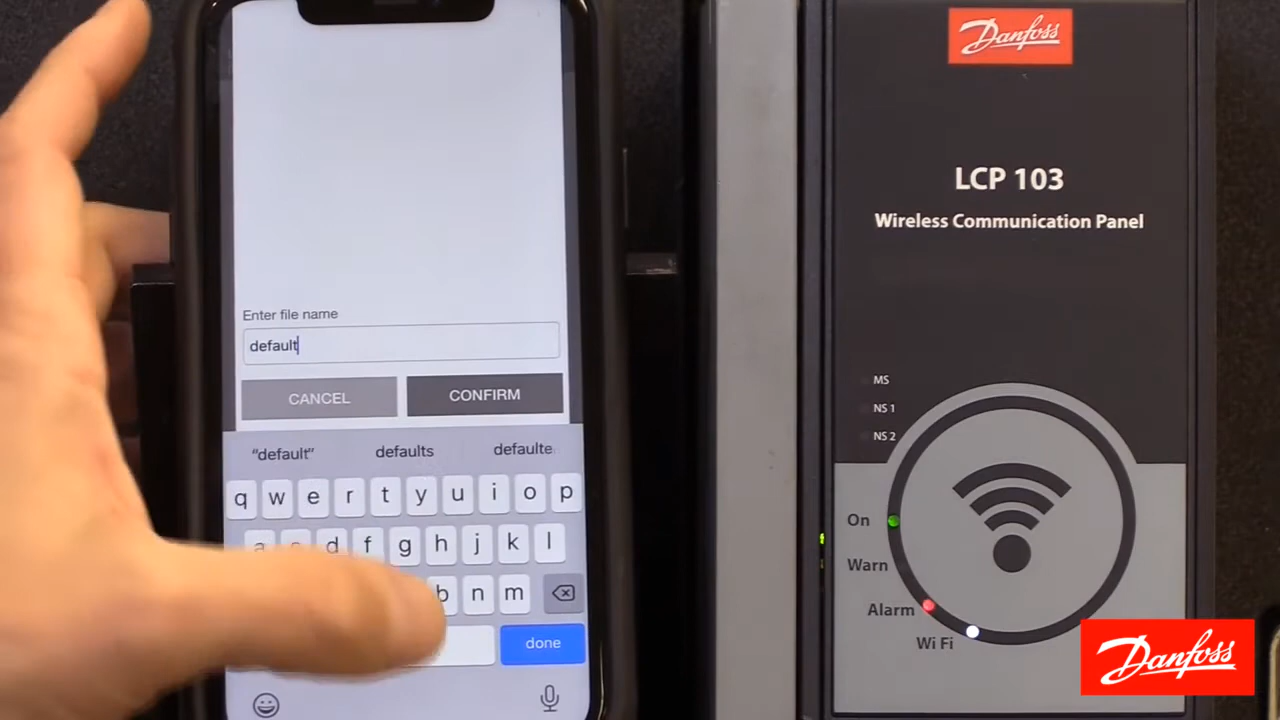 Enter file name
default
CANCEL
CONFIRM
"default"
defaults
defaulte
q w e r t y u i o p
d f g h j k l
b n m
done
Danfoss
LCP 103
Wireless Communication Panel
MS
NS 1
NS 2
On
Warn
Alarm
Wi Fi
Danfoss